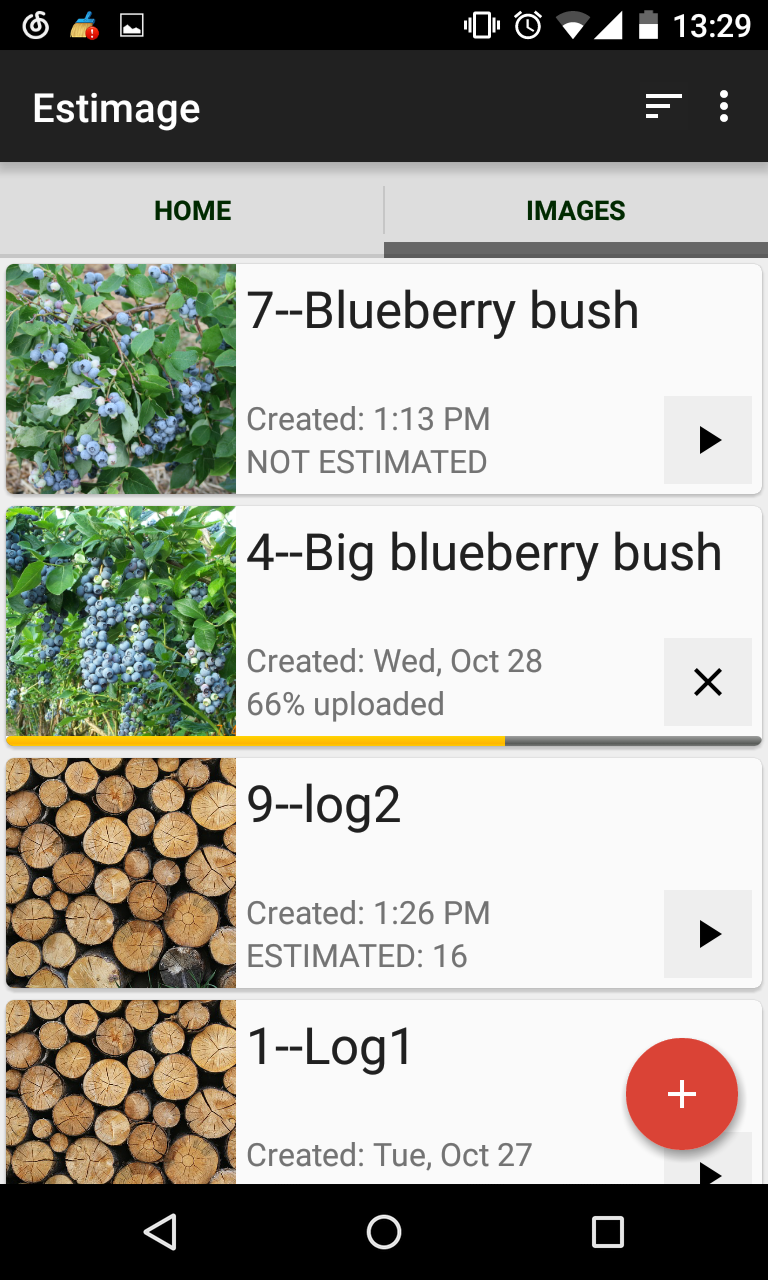 13:29
Estimage
HOME
IMAGES
7--Blueberry bush
Created: 1:13 PM
NOT ESTIMATED
4--Big blueberry bush
Created: Wed, Oct 28
66% uploaded
9--log2
Created: 1:26 PM
ESTIMATED: 16
1--Log1
Created: Tue, Oct 27